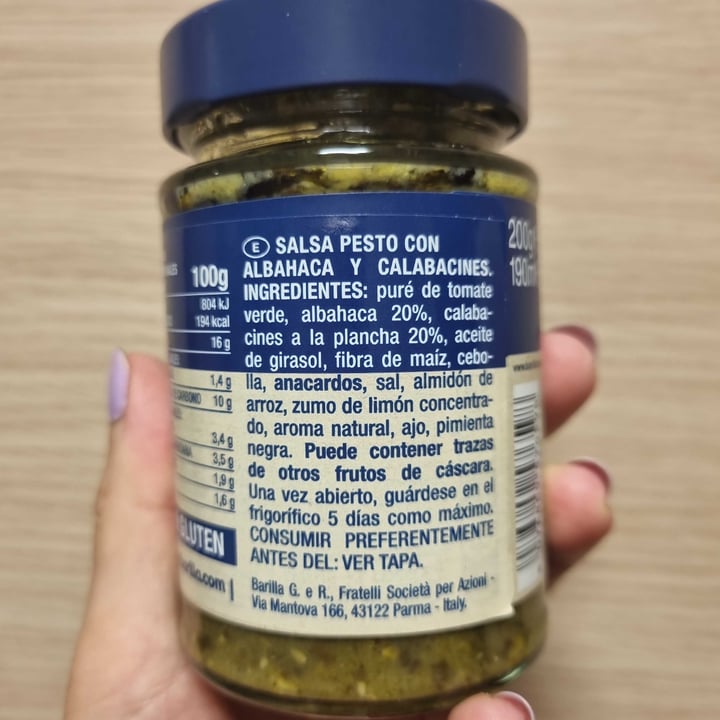 E SALSA PESTO CON
ALBAHACA Y CALABACINES.
INGREDIENTES: puré de tomate
verde, albahaca 20%, calaba-
cines a la plancha 20%, aceite
de girasol, fibra de maíz, cebo-
lla, anacardos, sal, almidón de
arroz, zumo de limón concentra-
do, aroma natural, ajo, pimienta
negra. Puede contener trazas
de otros frutos de cáscara.
Una vez abierto, guárdese en el
frigorífico 5 días como máximo.
CONSUMIR PREFERENTEMENTE
ANTES DEL: VER TAPA.
Barilla G. e R., Fratelli Società per Azioni -
Via Mantova 166, 43122 Parma - Italy.
100g
804 kJ
194 kcal
16 g
1,4 g
10 g
3,4 g
3,5 g
1,9 g
1,6 g
GLUTEN
200g